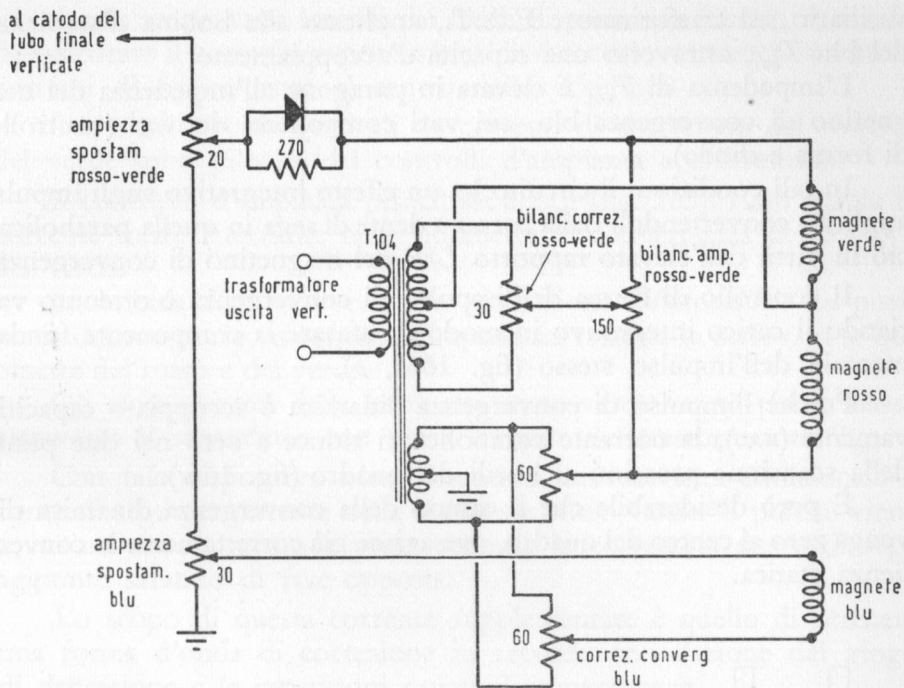 al catodo del
tubo finale
verticale
ampiezza
spostam
rosso-verde
20
270
bilanc. correz.
rosso-verde
T104
trasformatore
uscita vert.
30
bilanc. amp.
rosso-verde
150
magnete
verde
magnete
rosso
60
ampiezza
spostam.
blu
30
magnete
blu
60
correz. converg
blu